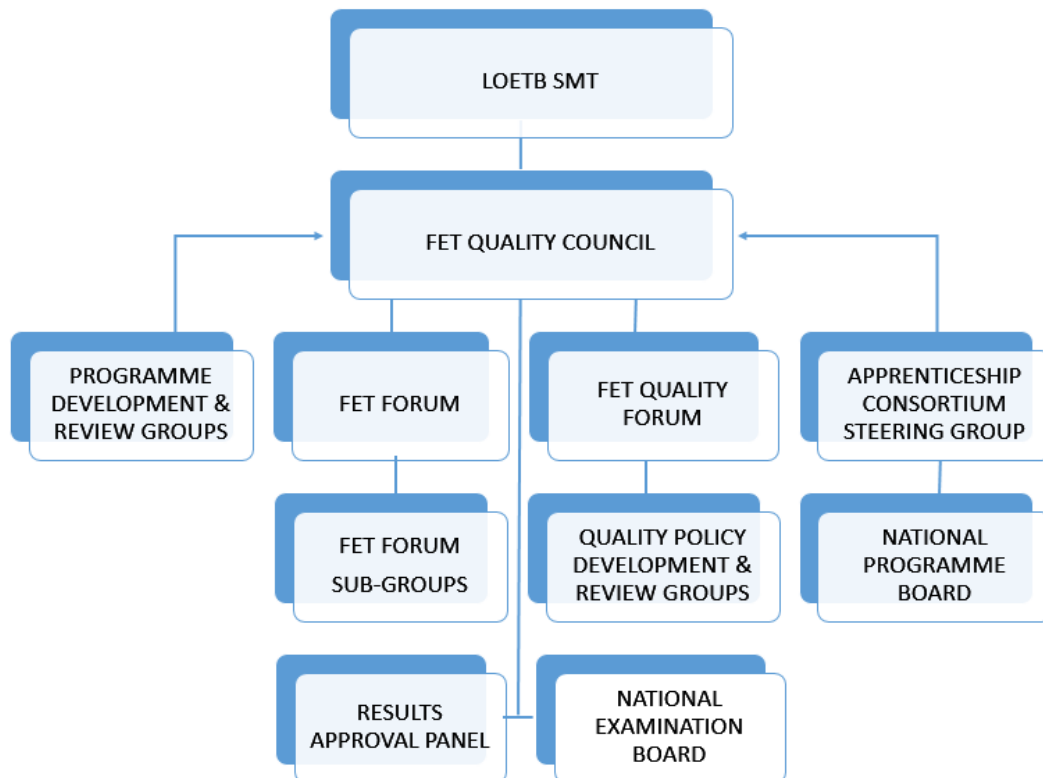 LOETB SMT
FET QUALITY COUNCIL
PROGRAMME
DEVELOPMENT &
REVIEW GROUPS
FET FORUM
FET QUALITY
FORUM
APPRENTICESHIP
CONSORTIUM
STEERING GROUP
FET FORUM
SUB-GROUPS
QUALITY POLICY
DEVELOPMENT &
REVIEW GROUPS
NATIONAL
PROGRAMME
BOARD
RESULTS
APPROVAL PANEL
NATIONAL
EXAMINATION
BOARD